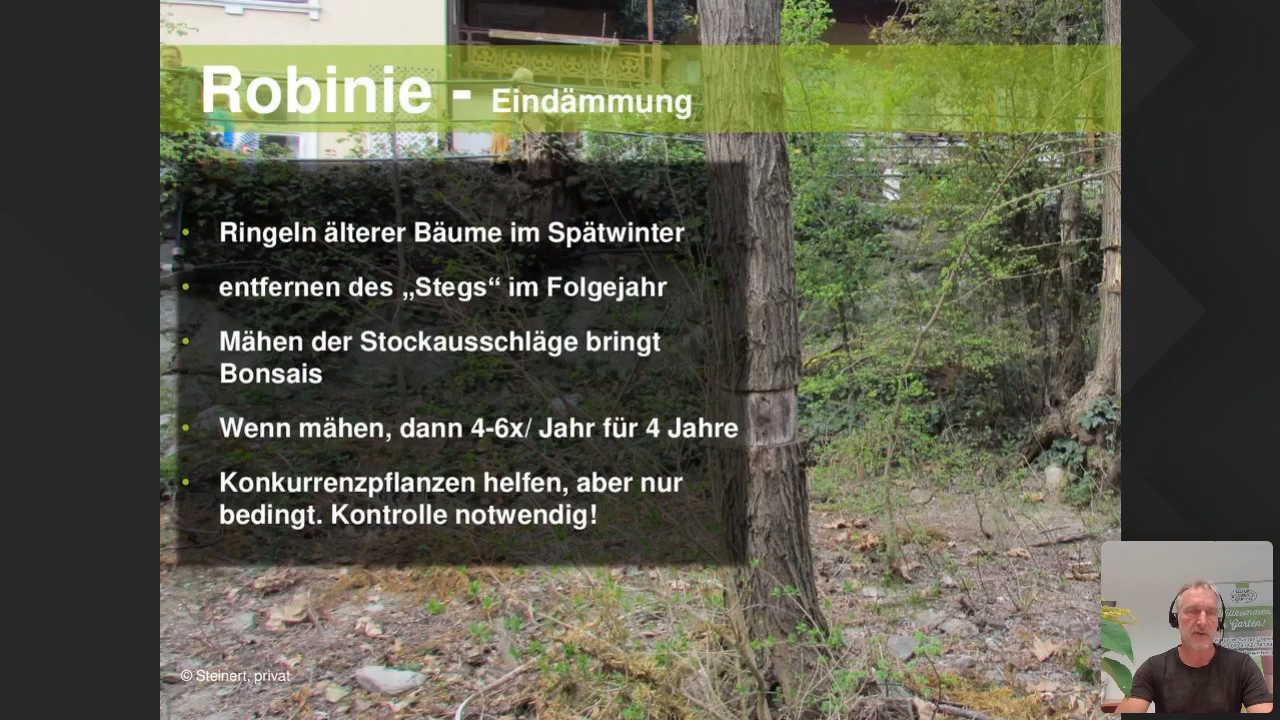 Robinie - Eindämmung
Ringeln älterer Bäume im Spätwinter
entfernen des „Stegs“ im Folgejahr
Mähen der Stockausschläge bringt
Bonsais
Wenn mähen, dann 4-6x/ Jahr für 4 Jahre
Konkurrenzpflanzen helfen, aber nur
bedingt. Kontrolle notwendig!
© Steinert, privat
Garten!